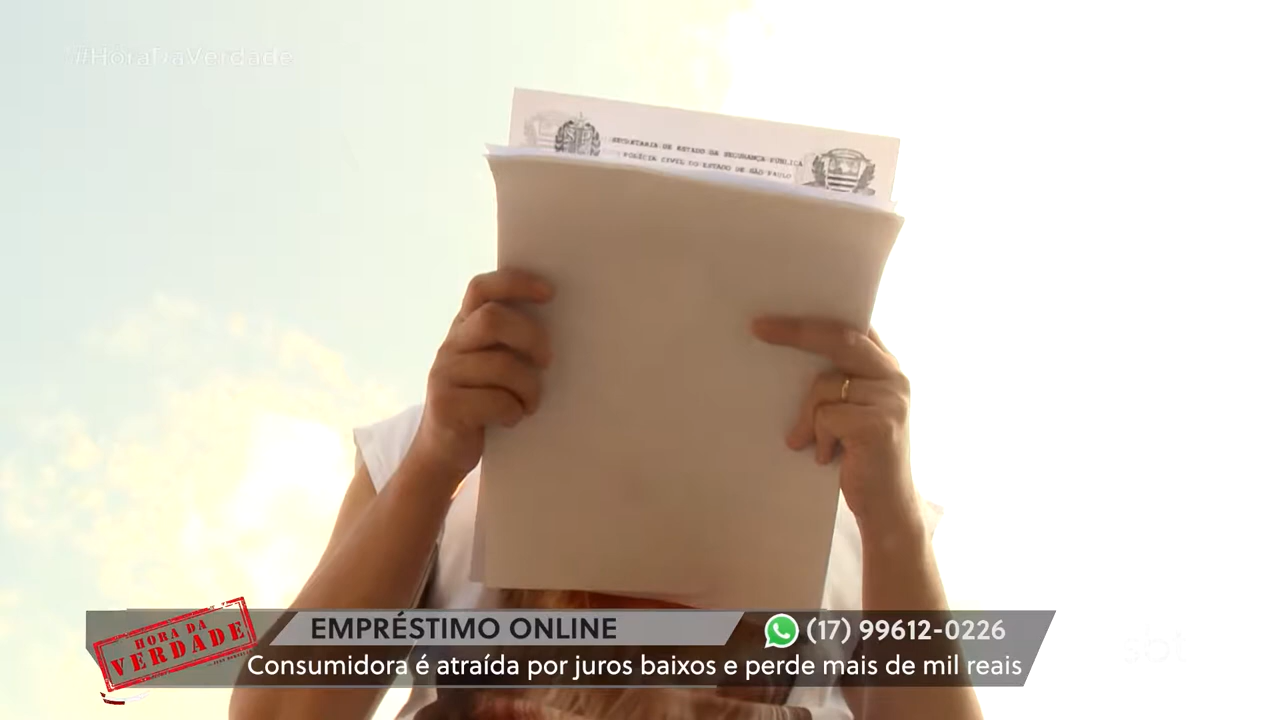 #HoraDaVerdade
SECRETARIA DE ESTADO DA SEGURANÇA PÚBLICA
POLÍCIA CIVIL DO ESTADO DE SÃO PAULO
HORA DA
VERDADE
EMPRÉSTIMO ONLINE
(17) 99612-0226
Consumidora é atraída por juros baixos e perde mais de mil reais
sbt